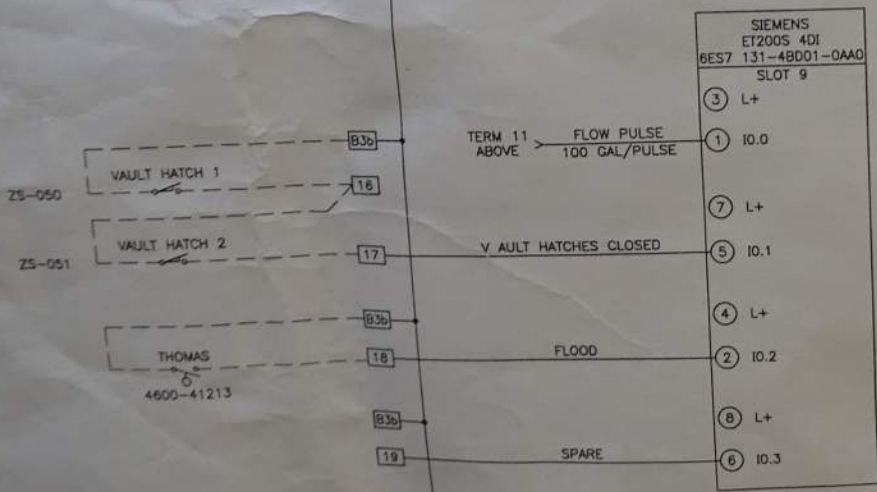 SIEMENS
ET200S 4DI
6ES7 131-4BD01-0AA0
SLOT 9
3 L+
B3b
TERM 11
ABOVE
FLOW PULSE
100 GAL/PULSE
1 I0.0
VAULT HATCH 1
16
ZS-050
7 L+
VAULT HATCH 2
17
V AULT HATCHES CLOSED
5 I0.1
ZS-051
B3b
4 L+
THOMAS
18
FLOOD
2 I0.2
4600-41213
B3b
8 L+
19
SPARE
6 I0.3